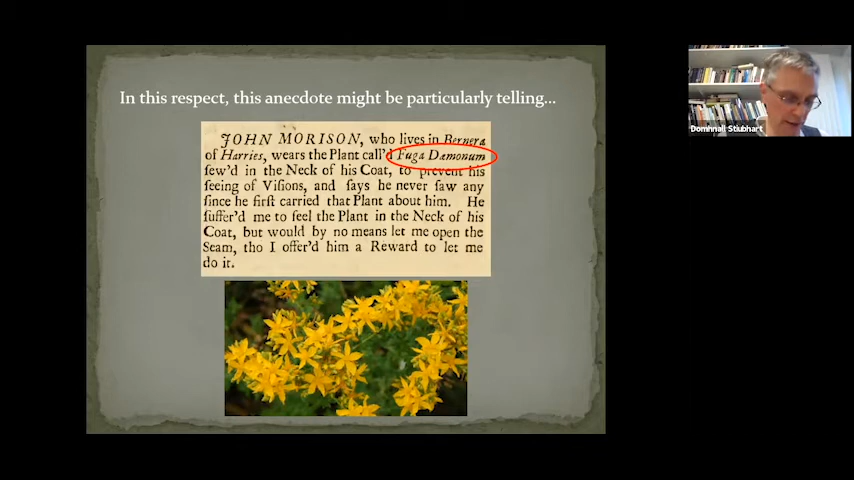 In this respect, this anecdote might be particularly telling...
JOHN MORISON, who lives in Bernera
of Harries, wears the Plant call'd Fuga Dæmonum
ſew'd in the Neck of his Coat, to prevent his
ſeeing of Viſions, and ſays he never ſaw any
ſince he firſt carried that Plant about him. He
ſuffer'd me to feel the Plant in the Neck of his
Coat, but would by no means let me open the
Seam, tho I offer'd him a Reward to let me
do it.
Domhnall Stiubhart